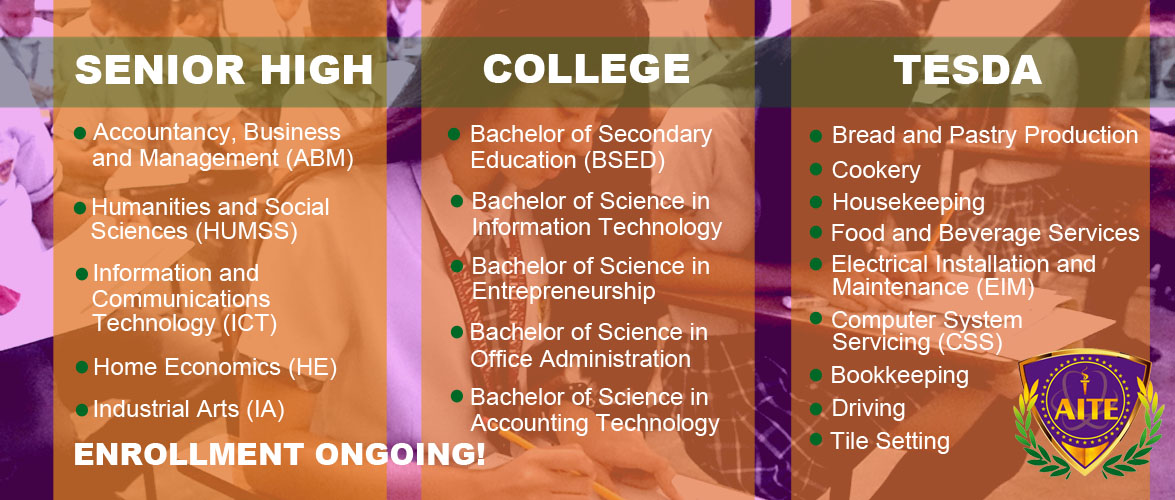 SENIOR HIGH
Accountancy, Business
and Management (ABM)
Humanities and Social
Sciences (HUMSS)
Information and
Communications
Technology (ICT)
Home Economics (HE)
Industrial Arts (IA)
ENROLLMENT ONGOING!
COLLEGE
Bachelor of Secondary
Education (BSED)
Bachelor of Science in
Information Technology
Bachelor of Science in
Entrepreneurship
Bachelor of Science in
Office Administration
Bachelor of Science in
Accounting Technology
TESDA
Bread and Pastry Production
Cookery
Housekeeping
Food and Beverage Services
Electrical Installation and
Maintenance (EIM)
Computer System
Servicing (CSS)
Bookkeeping
Driving
Tile Setting
AITE